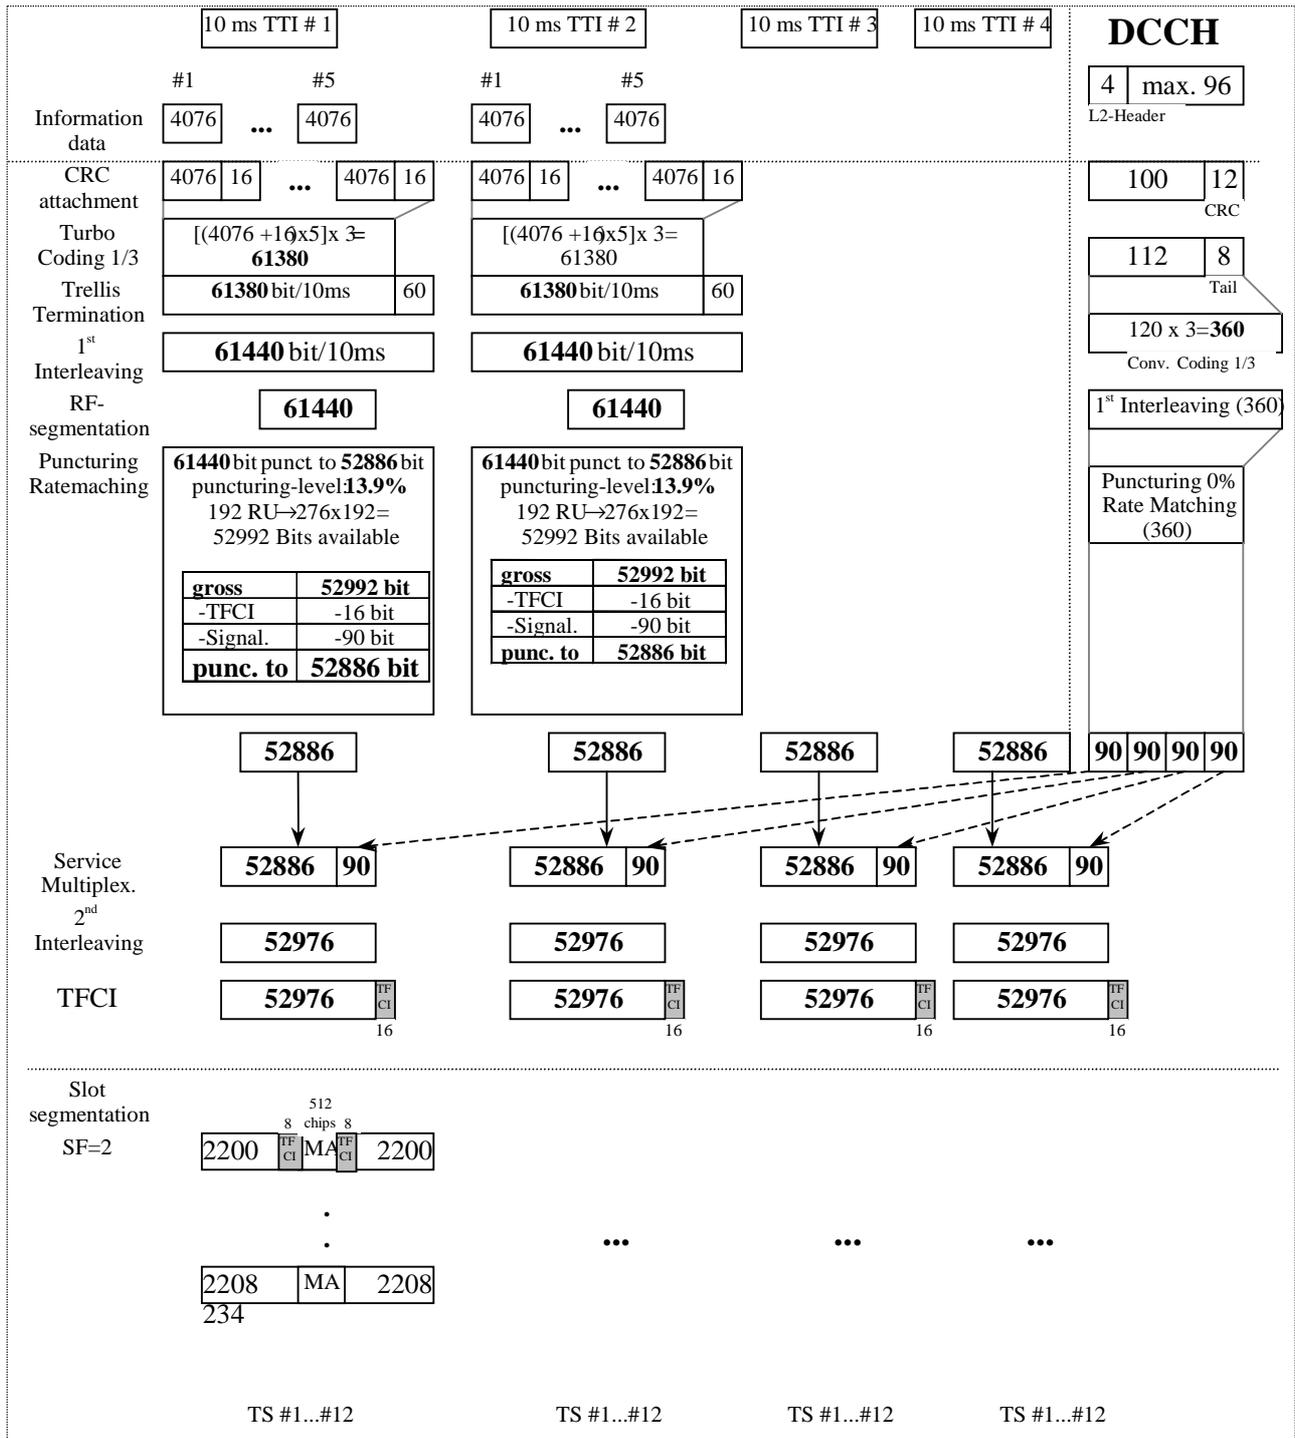 10 ms TTI # 1 10 ms TTI # 2 10 ms TTI # 3 10 ms TTI # 4 DCCH
#1 #5 #1 #5 4 max. 96
L2-Header
Information data 4076 ... 4076 4076 ... 4076
CRC attachment 4076 16 ... 4076 16 4076 16 ... 4076 16 100 12
CRC
Turbo Coding 1/3 [(4076 +16)x5]x 3= 61380 [(4076 +16)x5]x 3= 61380 112 8
Tail
Trellis Termination 61380 bit/10ms 60 61380 bit/10ms 60
120 x 3=360
Conv. Coding 1/3
1st Interleaving 61440 bit/10ms 61440 bit/10ms
RF-segmentation 61440 61440 1st Interleaving (360)
Puncturing Ratemaching
61440 bit punct. to 52886 bit
puncturing-level:13.9%
192 RU→276x192=
52992 Bits available
gross 52992 bit
-TFCI -16 bit
-Signal. -90 bit
punc. to 52886 bit
61440 bit punct. to 52886 bit
puncturing-level:13.9%
192 RU→276x192=
52992 Bits available
gross 52992 bit
-TFCI -16 bit
-Signal. -90 bit
punc. to 52886 bit
Puncturing 0%
Rate Matching
(360)
52886 52886 52886 52886 90 90 90 90
Service Multiplex. 52886 90 52886 90 52886 90 52886 90
2nd Interleaving 52976 52976 52976 52976
TFCI 52976 TF CI 52976 TF CI 52976 TF CI 52976 TF CI
16 16 16 16
Slot segmentation
SF=2
512
8 chips 8
2200 TF CI MA TF CI 2200
.
. ... ... ...
2208 MA 2208
234
TS #1...#12 TS #1...#12 TS #1...#12 TS #1...#12